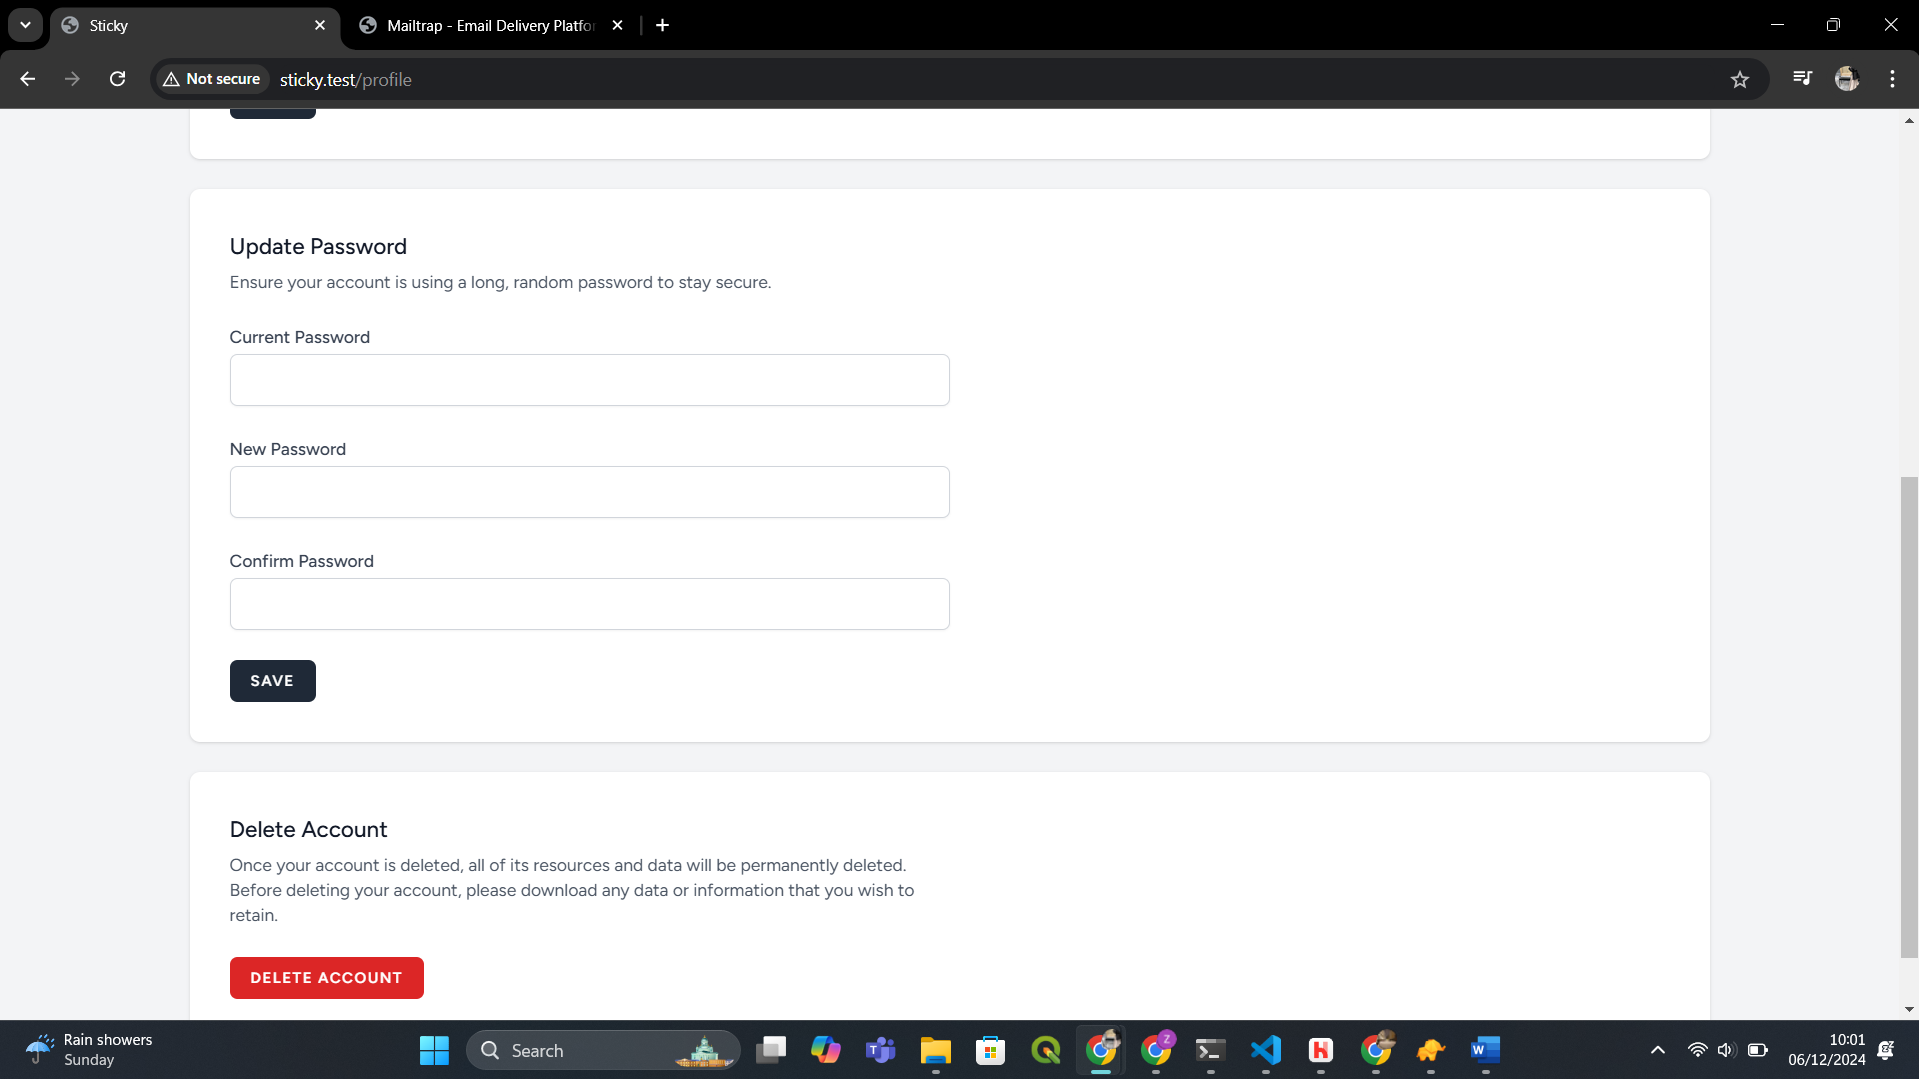 Sticky
Mailtrap - Email Delivery Platfo
Not secure
sticky.test/profile
Update Password
Ensure your account is using a long, random password to stay secure.
Current Password
New Password
Confirm Password
SAVE
Delete Account
Once your account is deleted, all of its resources and data will be permanently deleted.
Before deleting your account, please download any data or information that you wish to
retain.
DELETE ACCOUNT
Rain showers
Sunday
Search
10:01
06/12/2024